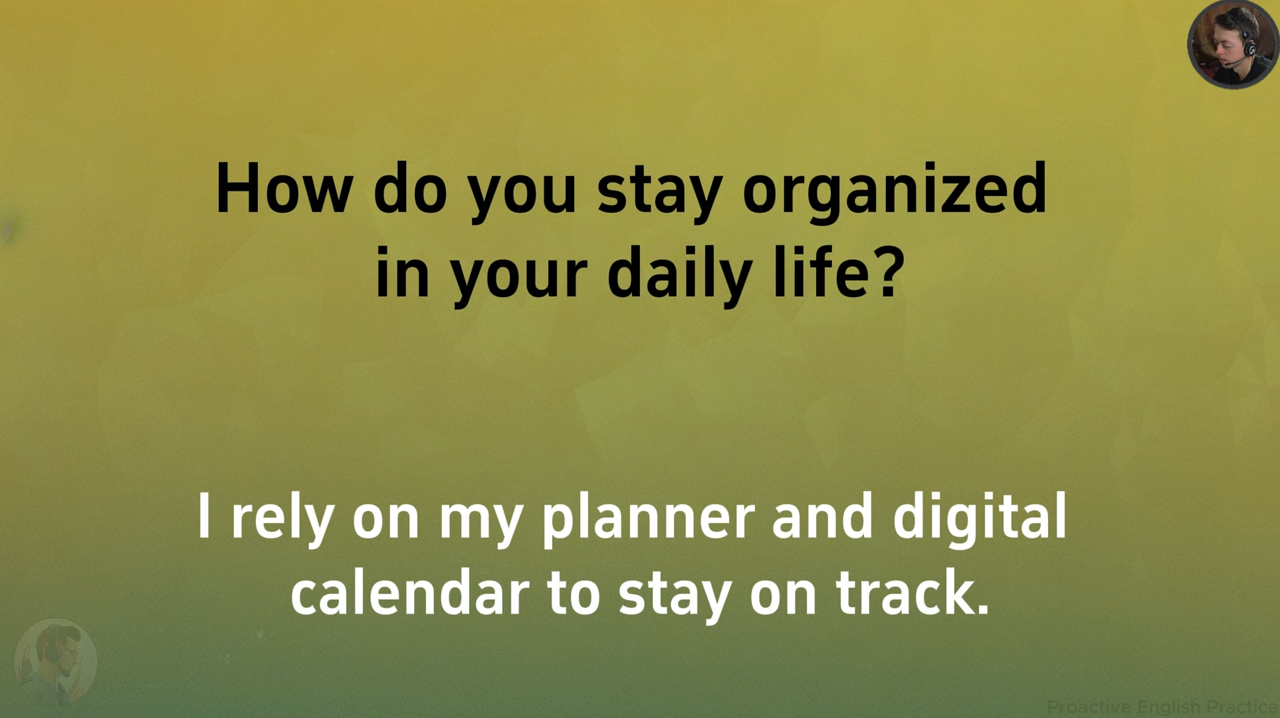 How do you stay organized
in your daily life?
I rely on my planner and digital
calendar to stay on track.
Proactive English Practice